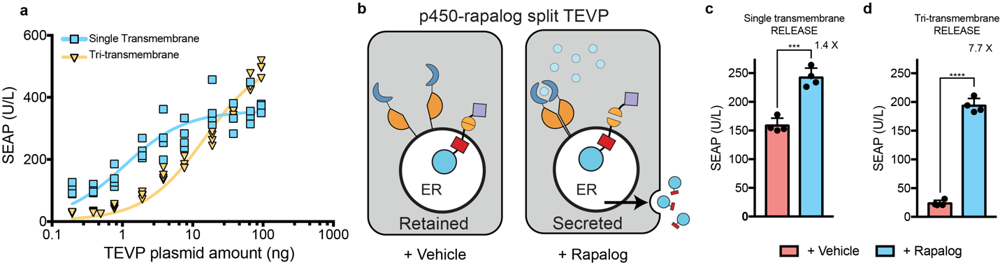 a
600
400
200
0
SEAP (U/L)
Single Transmembrane
Tri-transmembrane
0.1
1
10
100
1000
TEVP plasmid amount (ng)
b
p450-rapalog split TEVP
ER
Retained
+ Vehicle
ER
Secreted
+ Rapalog
c
Single transmembrane
RELEASE
*** 1.4 X
250
200
150
100
50
0
SEAP (U/L)
d
Tri-transmembrane
RELEASE
7.7 X
****
250
200
150
100
50
0
SEAP (U/L)
+ Vehicle
+ Rapalog